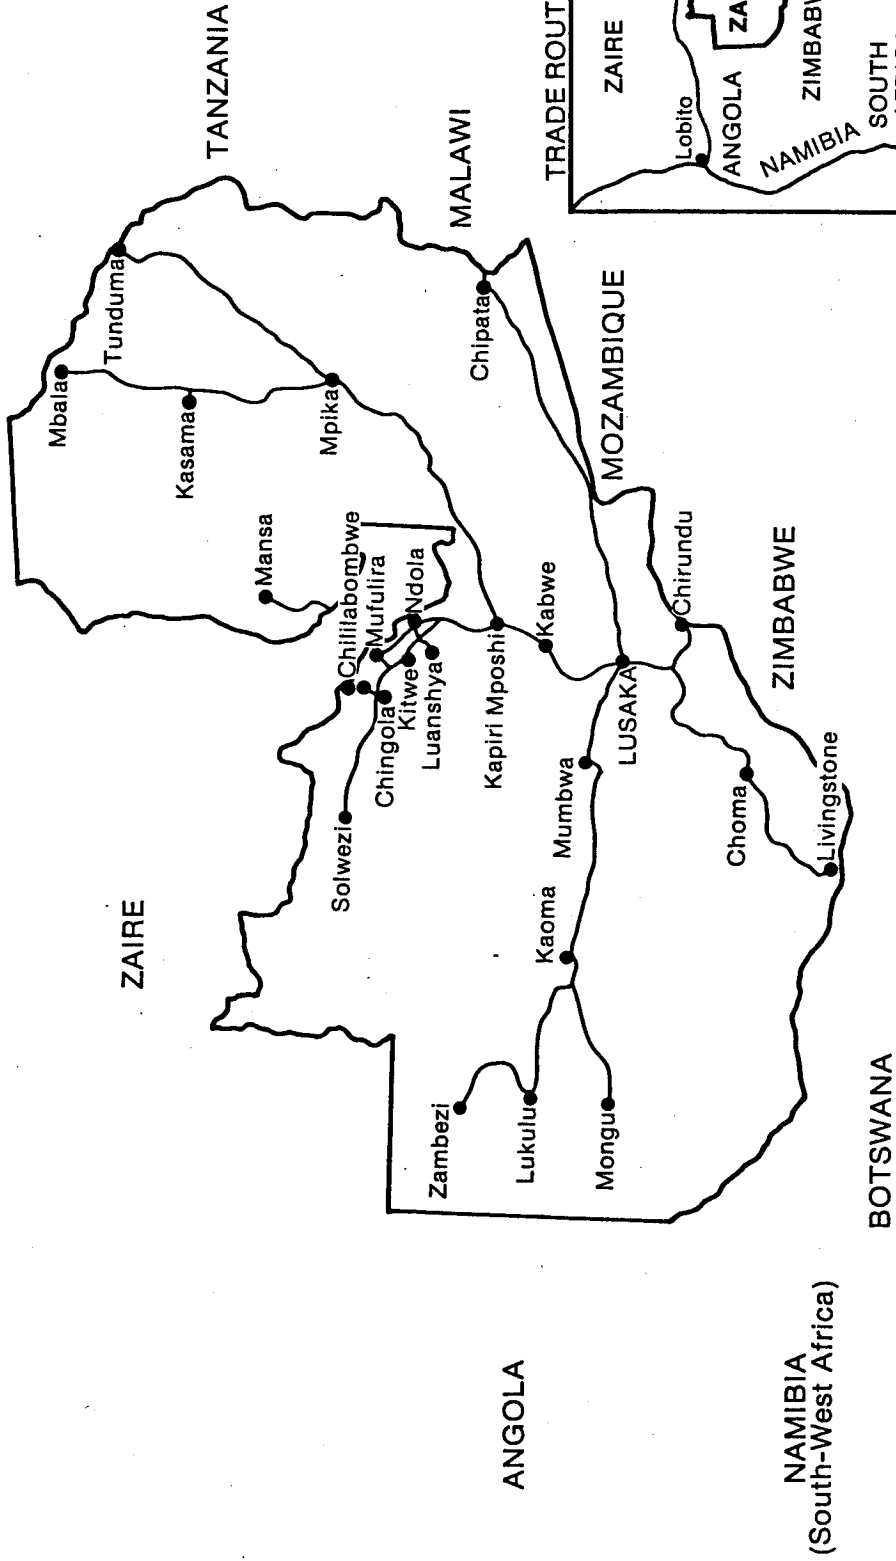 TANZANIA
Mbala
Tunduma
Kasama
Mpika
Mansa
MALAWI
Chipata
ZAIRE
Chililabombwe
Mufulira
Ndola
Solwezi
Chingola
Kitwe
Luanshya
Kapiri Mposhi
Kabwe
MOZAMBIQUE
Zambezi
Lukulu
Mongu
Kaoma
Mumbwa
LUSAKA
Chirundu
ZIMBABWE
Choma
Livingstone
ANGOLA
NAMIBIA
(South-West Africa)
BOTSWANA
TRADE ROUT
ZAIRE
Lobito
ANGOLA
ZA
NAMIBIA
ZIMBABW
SOUTH